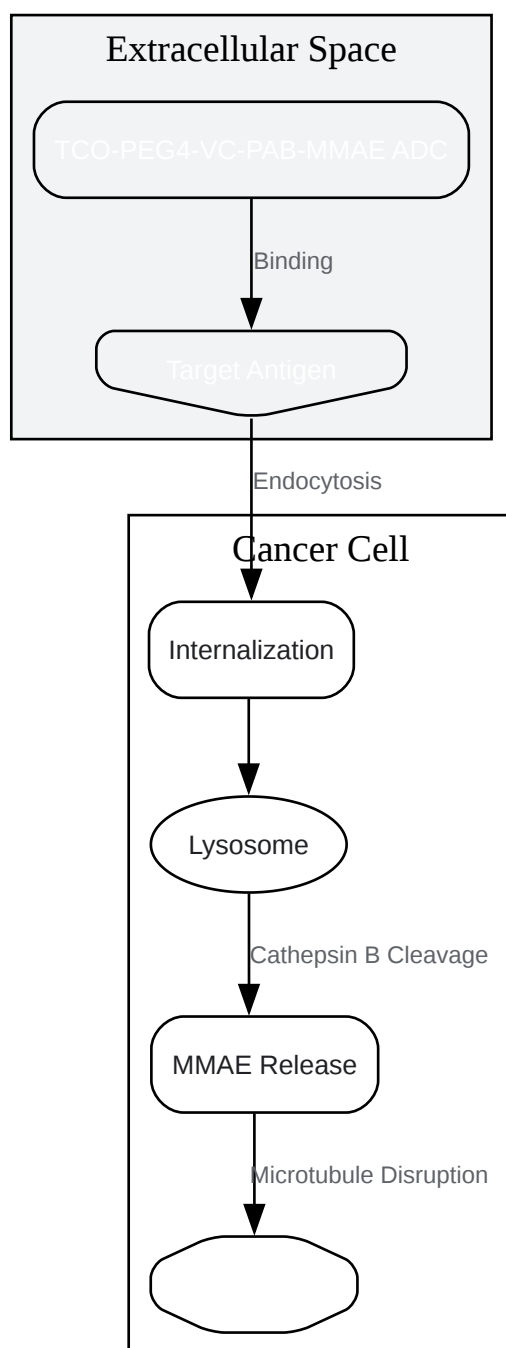 Extracellular Space
TCO-PEG4-VC-PAB-MMAE ADC
Binding
Target Antigen
Endocytosis
Cancer Cell
Internalization
Lysosome
Cathepsin B Cleavage
MMAE Release
Microtubule Disruption